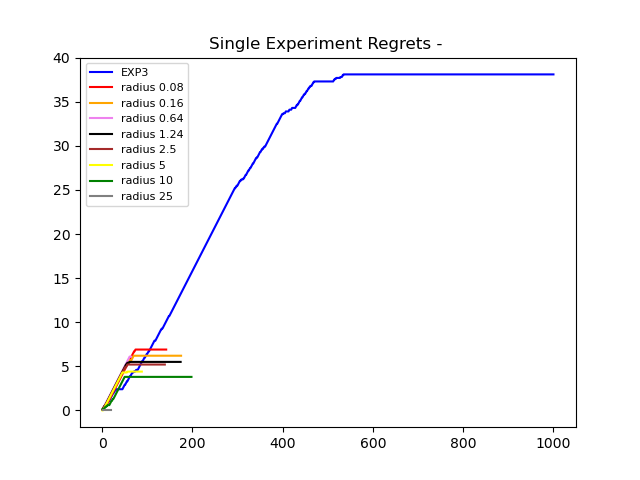 Single Experiment Regrets -
EXP3
radius 0.08
radius 0.16
radius 0.64
radius 1.24
radius 2.5
radius 5
radius 10
radius 25
40
35
30
25
20
15
10
5
0
0 200 400 600 800 1000